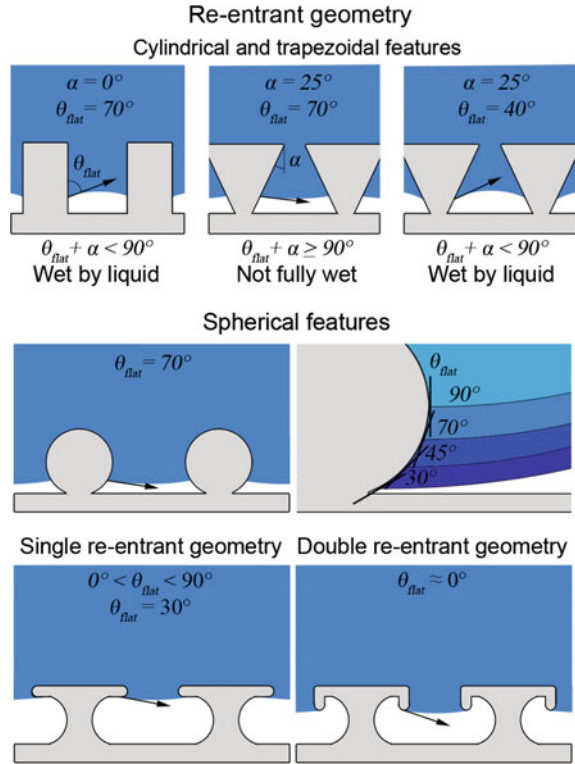 Re-entrant geometry
Cylindrical and trapezoidal features
α = 0°
θflat = 70°
θflat
θflat + α < 90°
Wet by liquid
α = 25°
θflat = 70°
α
θflat + α ≥ 90°
Not fully wet
α = 25°
θflat = 40°
θflat + α < 90°
Wet by liquid
Spherical features
θflat = 70°
θflat
90°
70°
45°
30°
Single re-entrant geometry
0° < θflat < 90°
θflat = 30°
Double re-entrant geometry
θflat ≈ 0°